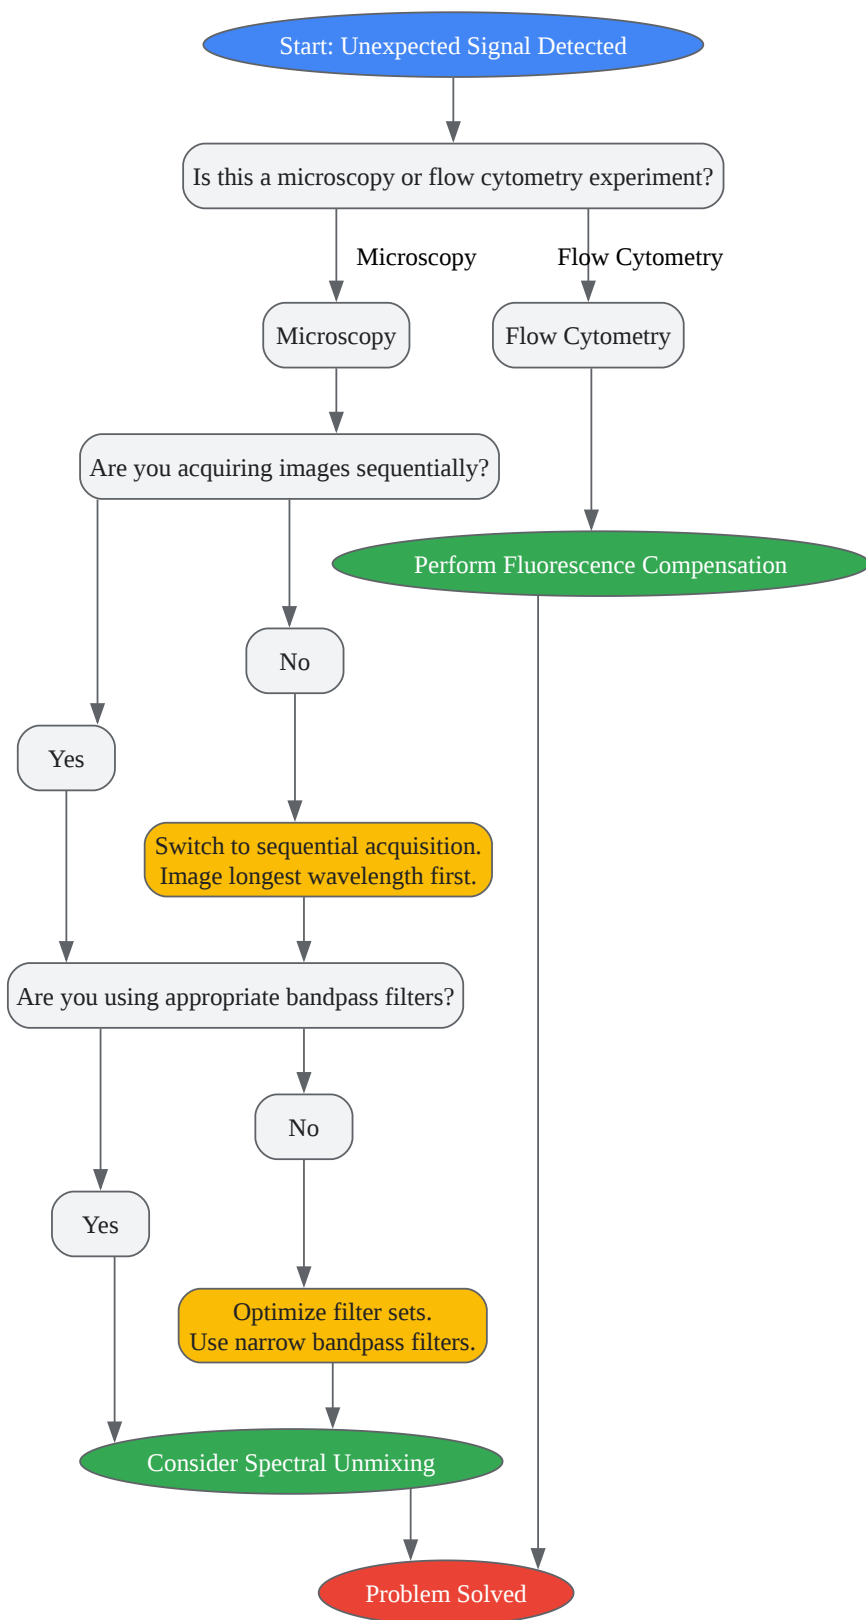 Start: Unexpected Signal Detected
Is this a microscopy or flow cytometry experiment?
Microscopy
Flow Cytometry
Microscopy
Flow Cytometry
Are you acquiring images sequentially?
Perform Fluorescence Compensation
No
Yes
Switch to sequential acquisition.
Image longest wavelength first.
Are you using appropriate bandpass filters?
No
Yes
Optimize filter sets.
Use narrow bandpass filters.
Consider Spectral Unmixing
Problem Solved